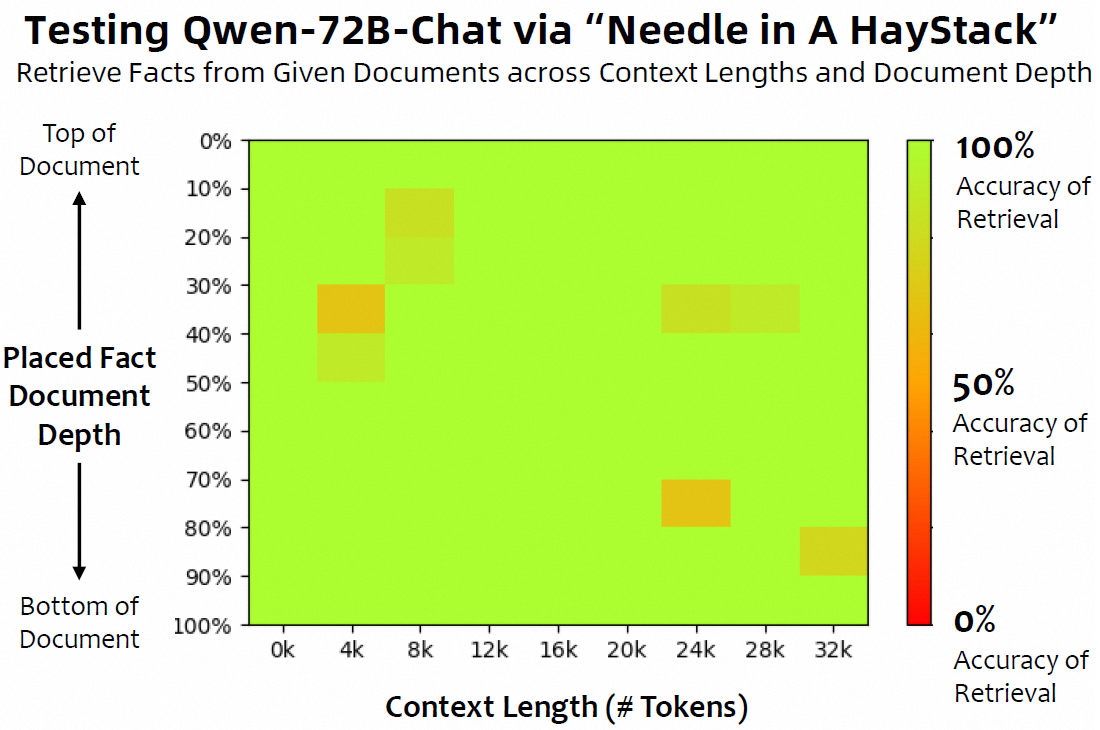 Testing Qwen-72B-Chat via “Needle in A HayStack”
Retrieve Facts from Given Documents across Context Lengths and Document Depth
Top of
Document
Placed Fact
Document
Depth
Bottom of
Document
0%
10%
20%
30%
40%
50%
60%
70%
80%
90%
100%
0k
4k
8k
12k
16k
20k
24k
28k
32k
Context Length (# Tokens)
100%
Accuracy of
Retrieval
50%
Accuracy of
Retrieval
0%
Accuracy of
Retrieval